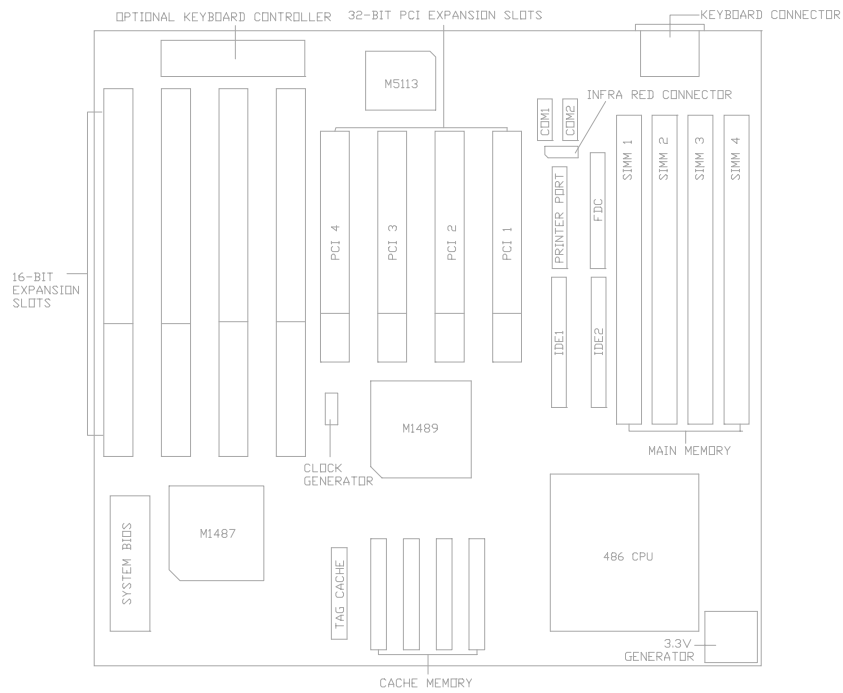 OPTIONAL KEYBOARD CONTROLLER
32-BIT PCI EXPANSION SLOTS
KEYBOARD CONNECTOR
M5113
INFRA RED CONNECTOR
COM1
COM2
SIMM 1
SIMM 2
SIMM 3
SIMM 4
PRINTER PORT
FDC
PCI 4
PCI 3
PCI 2
PCI 1
16-BIT
EXPANSION
SLOTS
IDE1
IDE2
M1489
MAIN MEMORY
CLOCK
GENERATOR
SYSTEM BIOS
M1487
TAG CACHE
486 CPU
3.3V
GENERATOR
CACHE MEMORY